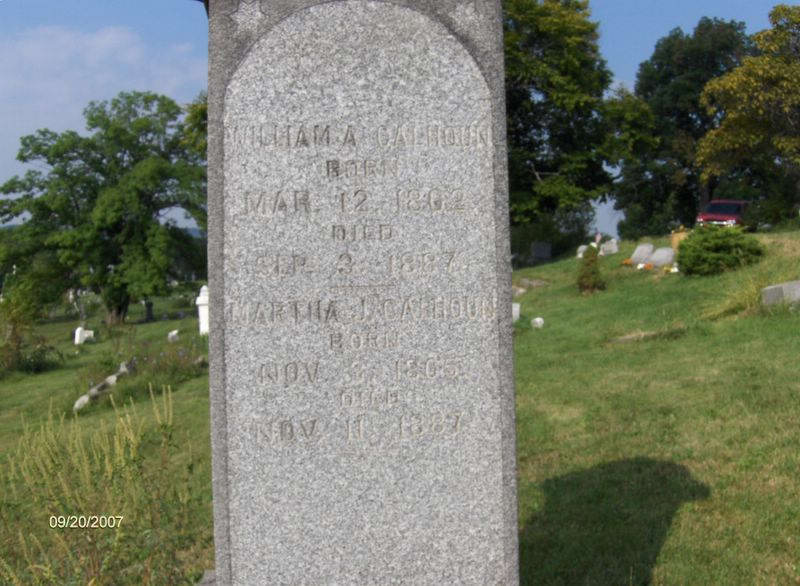 WILLIAM A. CALHOUN
BORN
MAR. 12. 1862.
DIED
SEP. 3. 1887.
MARTHA J. CALHOUN
BORN
NOV. 1865.
DIED
NOV. 11. 1887.
09/20/2007